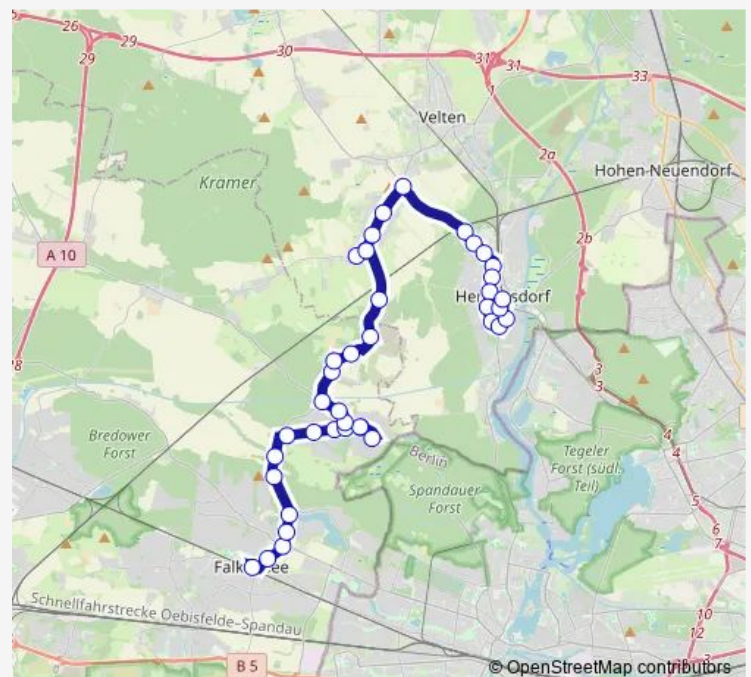 26
29
29
30
31
31
33
1
Velten
2a
Hohen Neuendorf
Kramer
2b
A 10
3
3
Bredower
Forst
Berlin
Tegeler
Forst (südl.
Teil)
4
4
Spandauer
Forst
5
6
7
Schnellfahrstrecke Oebisfelde-Spandau
10
12
B 5
© OpenStreetMap contributors